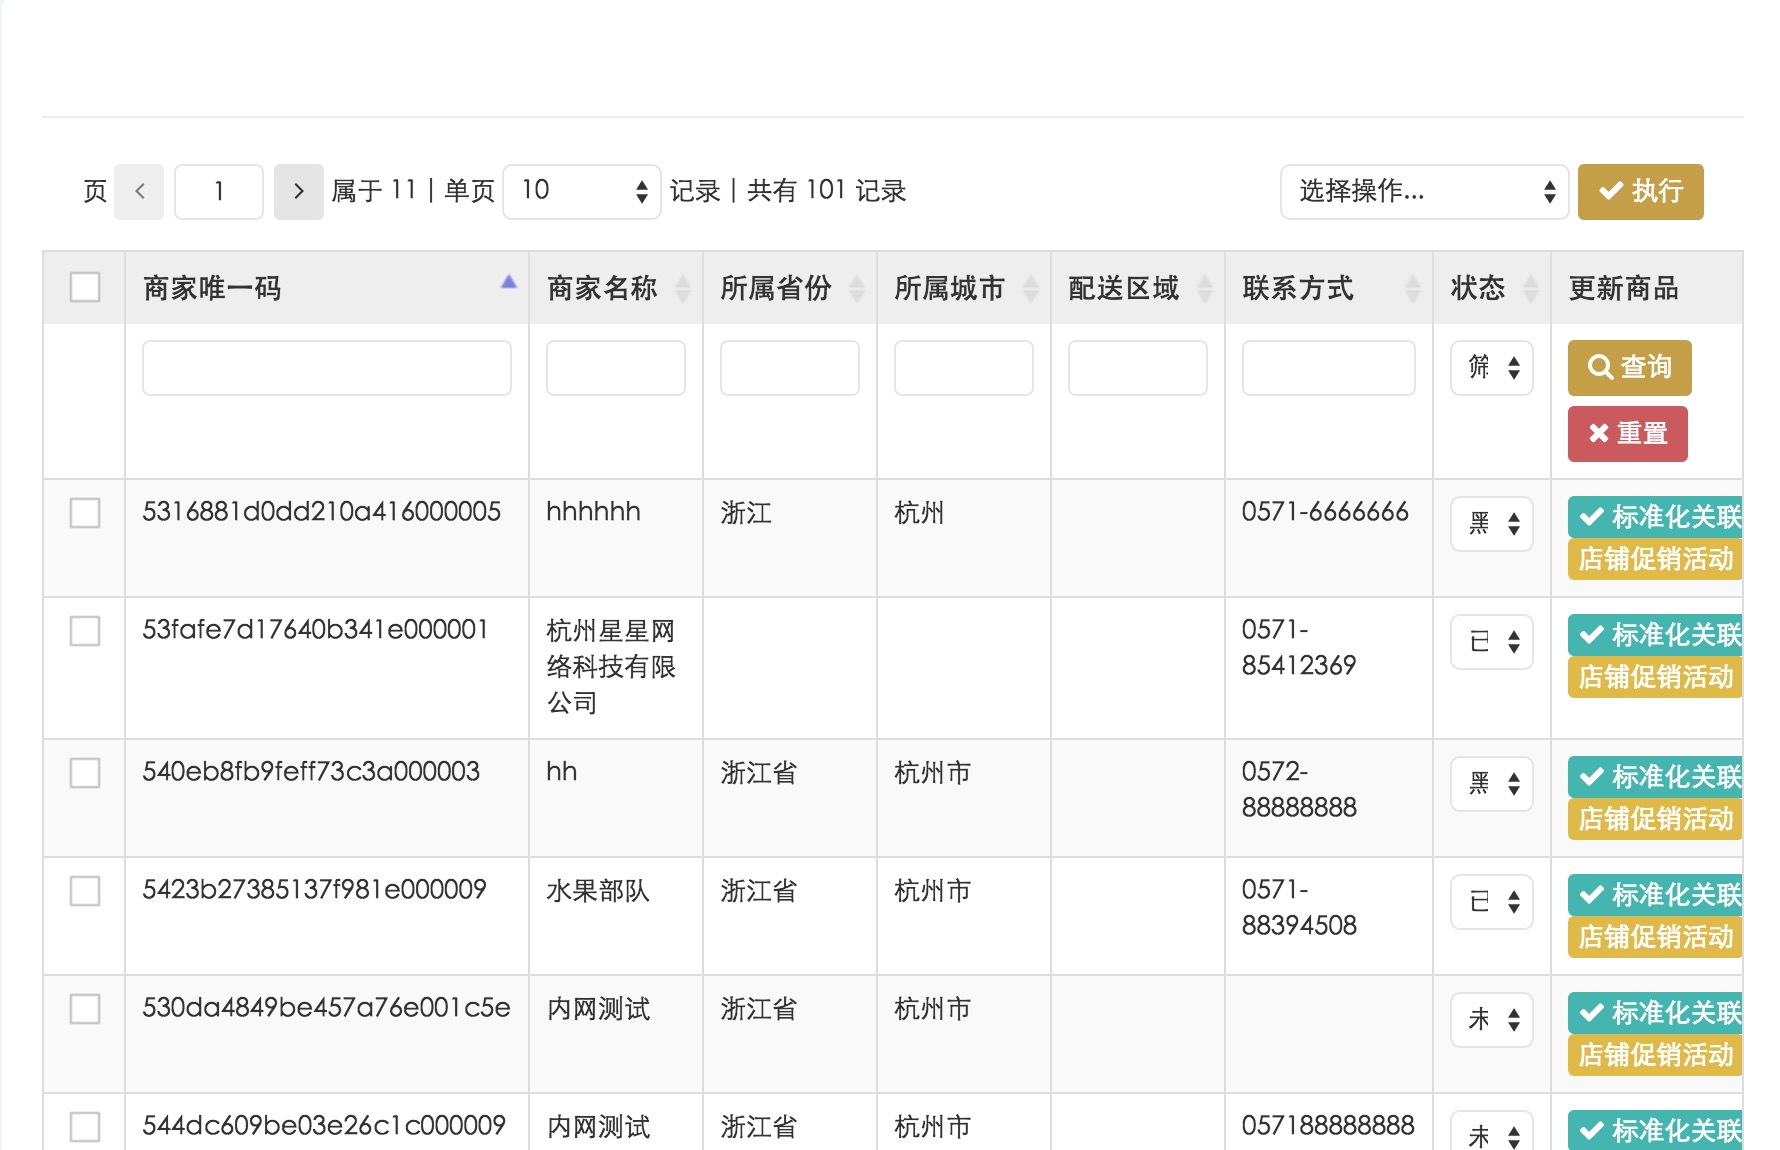 页 1 属于 11 | 单页 10 记录 | 共有 101 记录 选择操作... 执行
商家唯一码 商家名称 所属省份 所属城市 配送区域 联系方式 状态 更新商品
筛 查询
重置
5316881d0dd210a416000005 hhhhhh 浙江 杭州 0571-6666666 黑 标准化关联
店铺促销活动
53fafe7d17640b341e000001 杭州星星网 0571- 已 标准化关联
络科技有限 85412369 店铺促销活动
公司
540eb8fb9feff73c3a000003 hh 浙江省 杭州市 0572- 黑 标准化关联
88888888 店铺促销活动
5423b27385137f981e000009 水果部队 浙江省 杭州市 0571- 已 标准化关联
88394508 店铺促销活动
530da4849be457a76e001c5e 内网测试 浙江省 杭州市 未 标准化关联
店铺促销活动
544dc609be03e26c1c000009 内网测试 浙江省 杭州市 057188888888 未 标准化关联